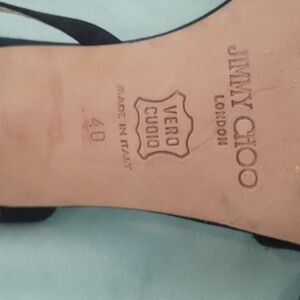 JIMMY CHOO
LONDON
VERO
CUOIO
MADE IN ITALY
40